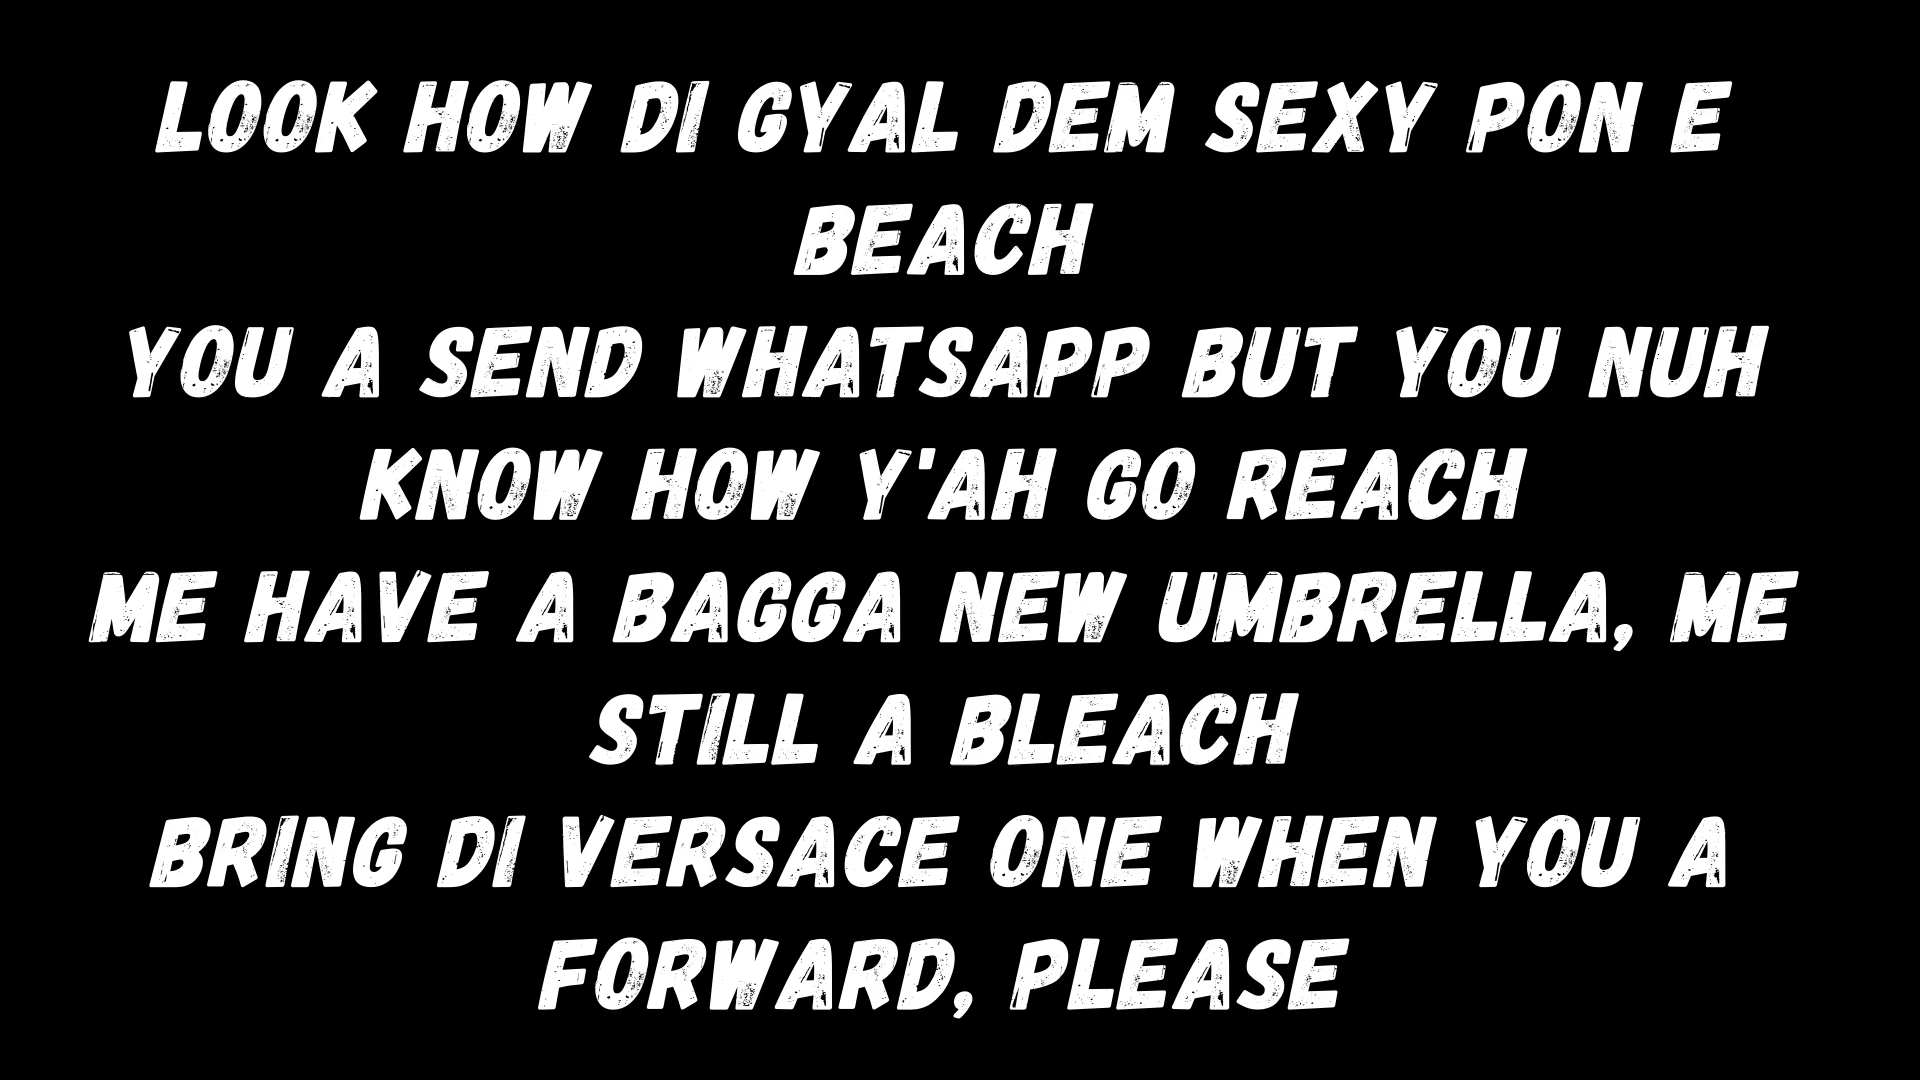 LOOK HOW DI GYAL DEM SEXY PON E
BEACH
YOU A SEND WHATSAPP BUT YOU NUH
KNOW HOW Y'AH GO REACH
ME HAVE A BAGGA NEW UMBRELLA, ME
STILL A BLEACH
BRING DI VERSACE ONE WHEN YOU A
FORWARD, PLEASE